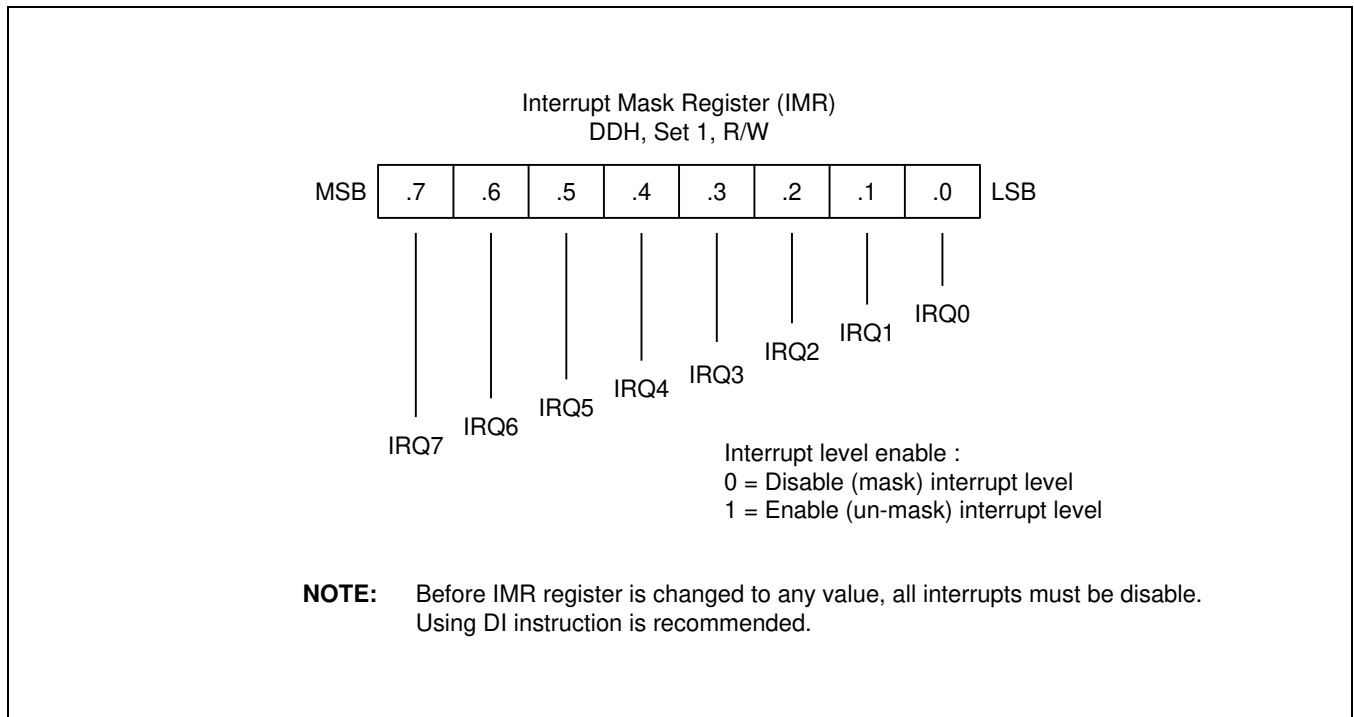 Interrupt Mask Register (IMR)
DDH, Set 1, R/W
MSB .7 .6 .5 .4 .3 .2 .1 .0 LSB
IRQ7 IRQ6 IRQ5 IRQ4 IRQ3 IRQ2 IRQ1 IRQ0
Interrupt level enable :
0 = Disable (mask) interrupt level
1 = Enable (un-mask) interrupt level
NOTE: Before IMR register is changed to any value, all interrupts must be disable.
Using DI instruction is recommended.